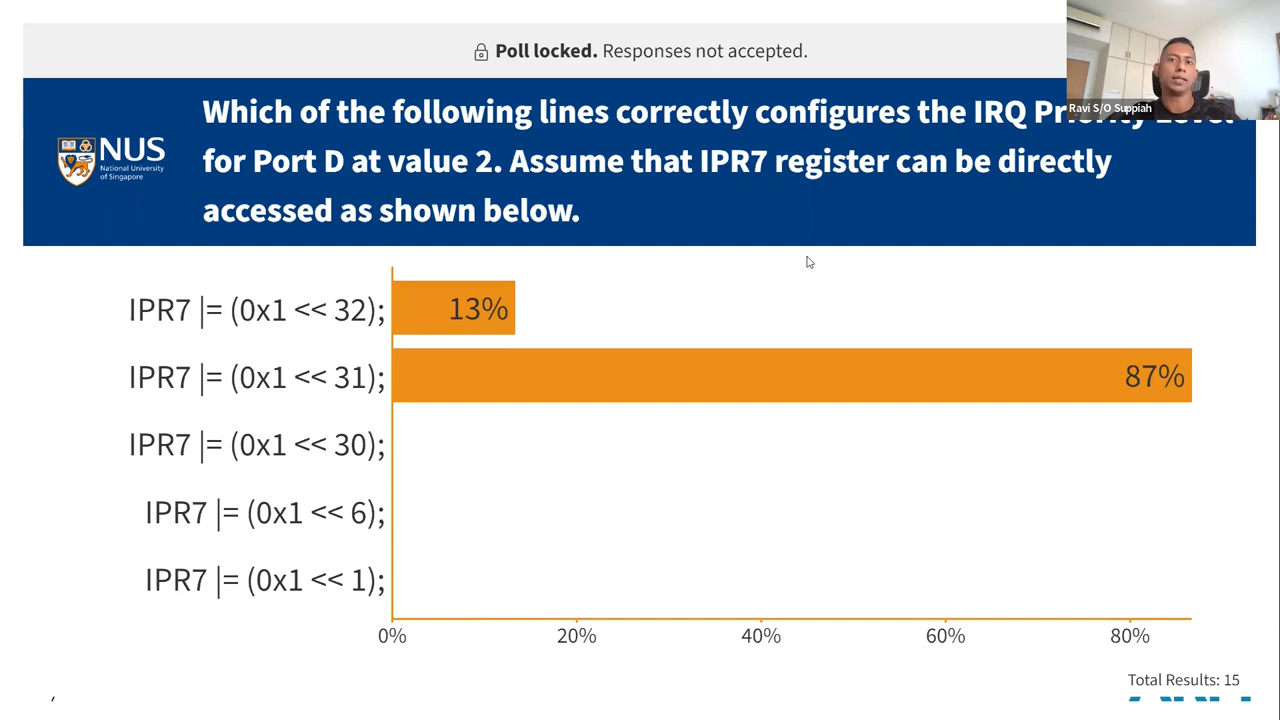 Poll locked. Responses not accepted.
Ravi S/O Suppiah
NUS
National University
of Singapore
Which of the following lines correctly configures the IRQ Priority Level
for Port D at value 2. Assume that IPR7 register can be directly
accessed as shown below.
IPR7 |= (0x1 << 32);
13%
IPR7 |= (0x1 << 31);
87%
IPR7 |= (0x1 << 30);
IPR7 |= (0x1 << 6);
IPR7 |= (0x1 << 1);
0%
20%
40%
60%
80%
Total Results: 15